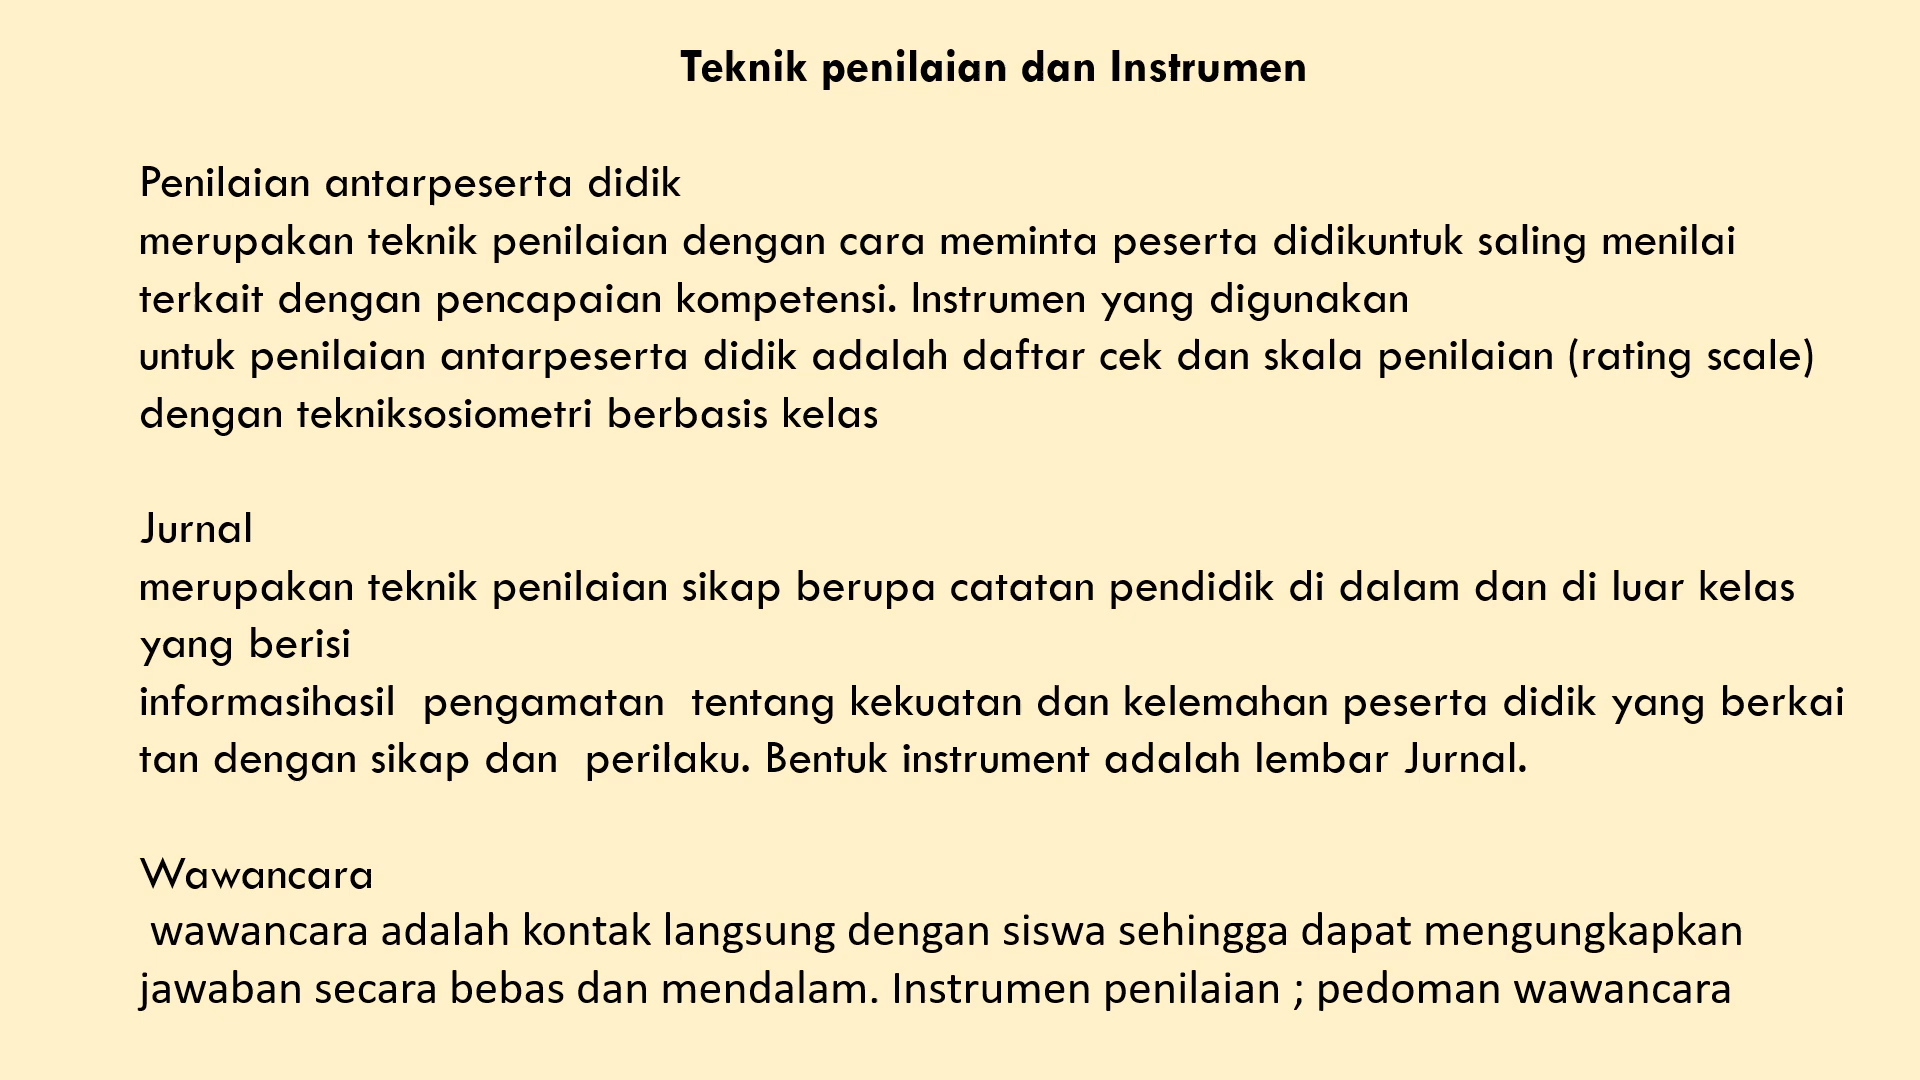 Teknik penilaian dan Instrumen
Penilaian antarpeserta didik
merupakan teknik penilaian dengan cara meminta peserta didikuntuk saling menilai
terkait dengan pencapaian kompetensi. Instrumen yang digunakan
untuk penilaian antarpeserta didik adalah daftar cek dan skala penilaian (rating scale)
dengan tekniksosiometri berbasis kelas
Jurnal
merupakan teknik penilaian sikap berupa catatan pendidik di dalam dan di luar kelas
yang berisi
informasihasil  pengamatan  tentang kekuatan dan kelemahan peserta didik yang berkai
tan dengan sikap dan  perilaku. Bentuk instrument adalah lembar Jurnal.
Wawancara
wawancara adalah kontak langsung dengan siswa sehingga dapat mengungkapkan
jawaban secara bebas dan mendalam. Instrumen penilaian ; pedoman wawancara